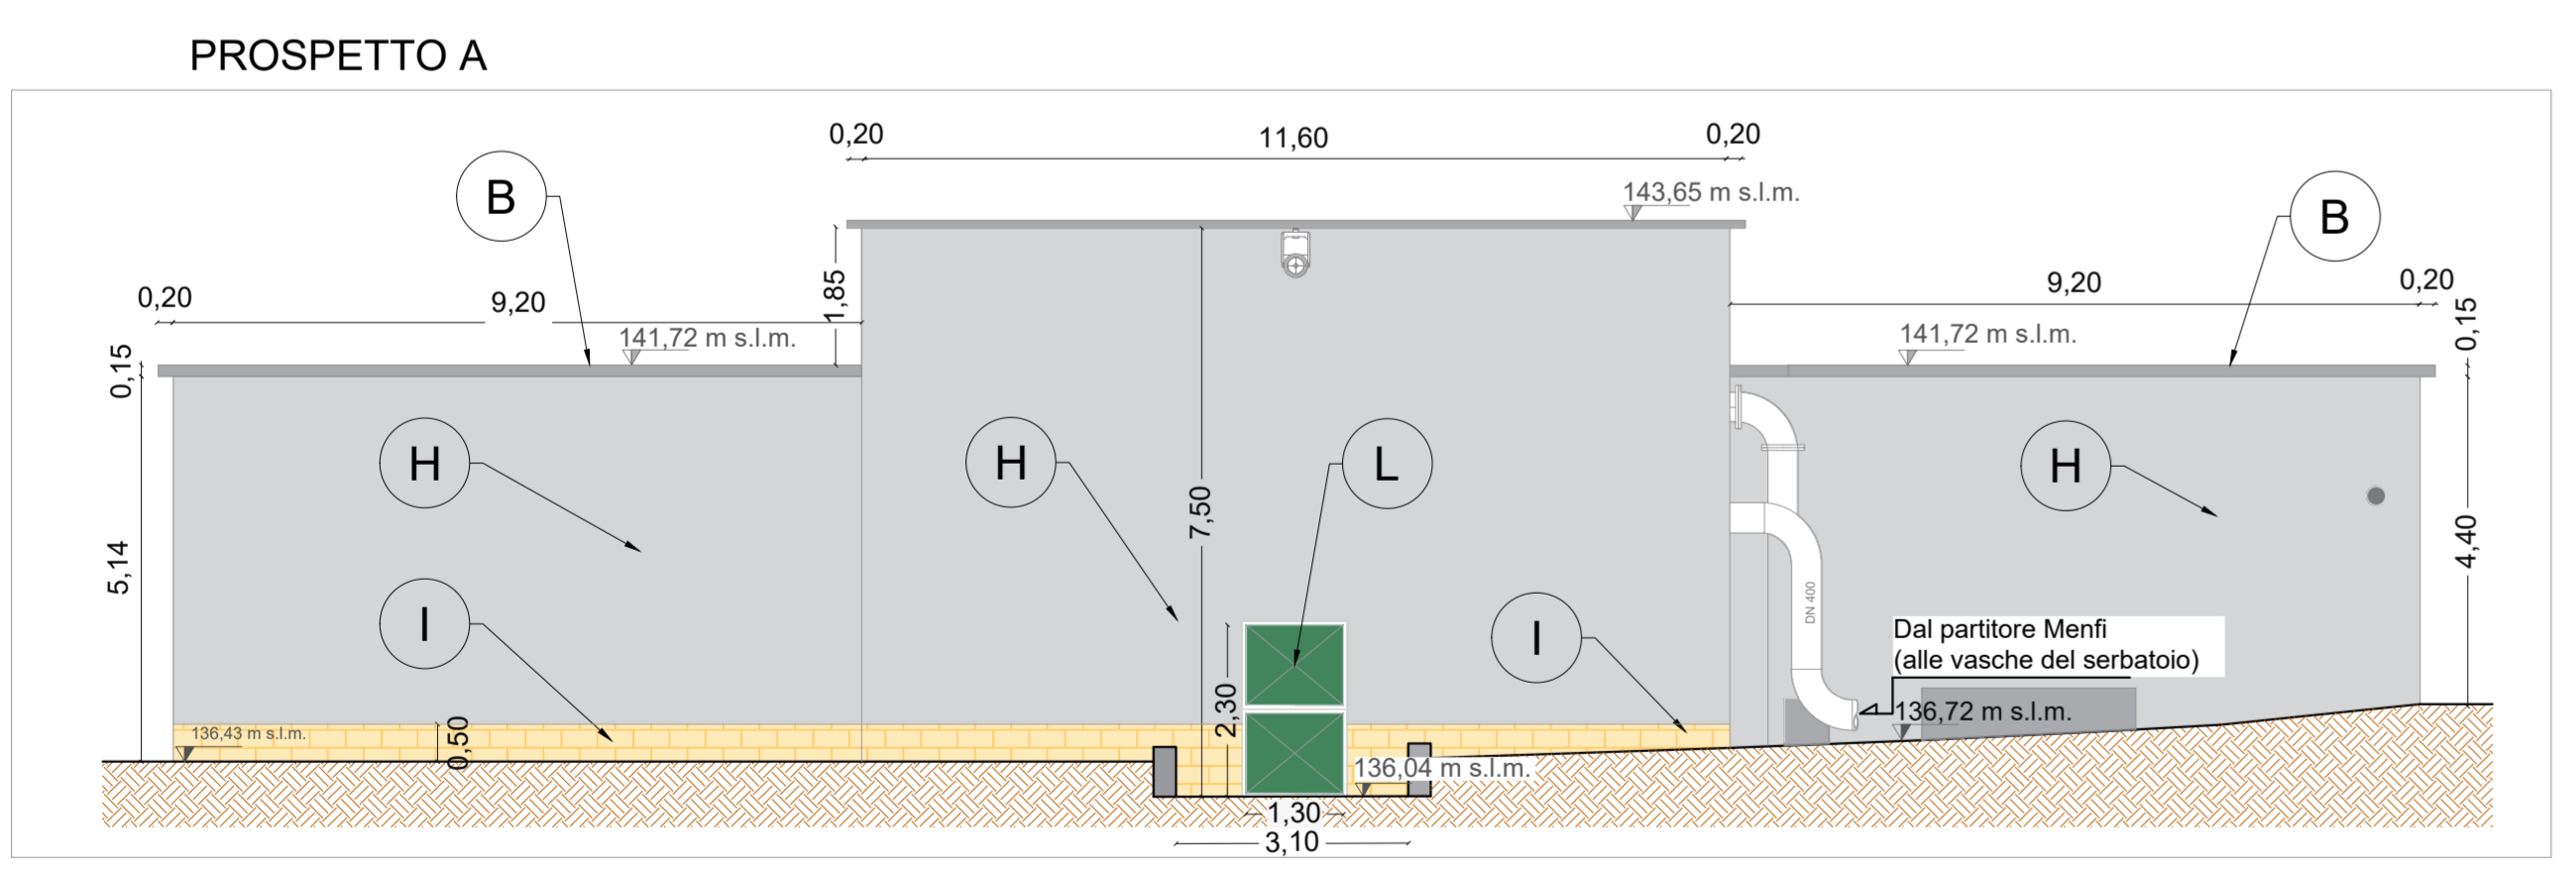 PROSPETTO A
0,20
11,60
0,20
143,65 m s.l.m.
B
B
0,20
9,20
1,85
9,20
0,20
0,15
141,72 m s.l.m.
141,72 m s.l.m.
0,15
H
H
L
H
7,50
5,14
4,40
DN 400
I
I
Dal partitore Menfi
(alle vasche del serbatoio)
2,30
136,72 m s.l.m.
136,43 m s.l.m.
0,50
136,04 m s.l.m.
1,30
3,10